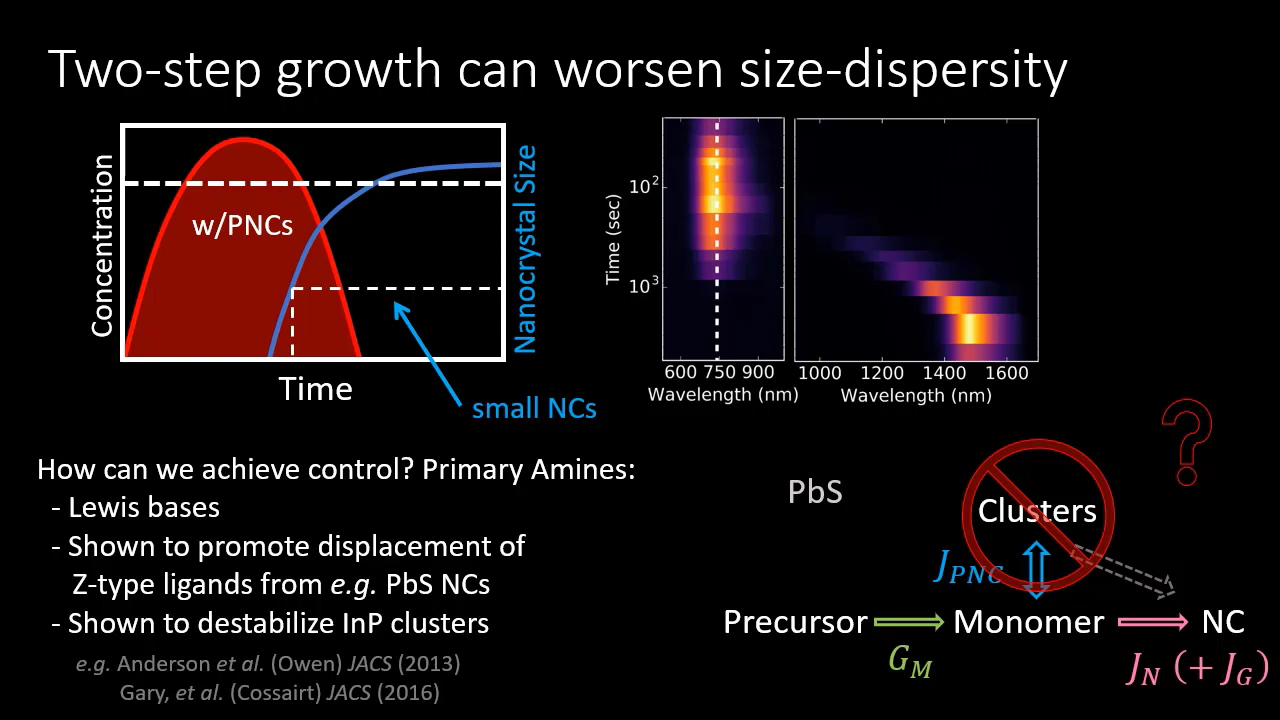 Two-step growth can worsen size-dispersity
Concentration
w/PNCs
Nanocrystal Size
Time
small NCs
Time (sec)
10²
10³
600 750 900
Wavelength (nm)
1000 1200 1400 1600
Wavelength (nm)
How can we achieve control? Primary Amines:
- Lewis bases
- Shown to promote displacement of
Z-type ligands from e.g. PbS NCs
- Shown to destabilize InP clusters
e.g. Anderson et al. (Owen) JACS (2013)
Gary, et al. (Cossairt) JACS (2016)
?
PbS
Clusters
J_PNC
Precursor Monomer NC
G_M
J_N (+ J_G)